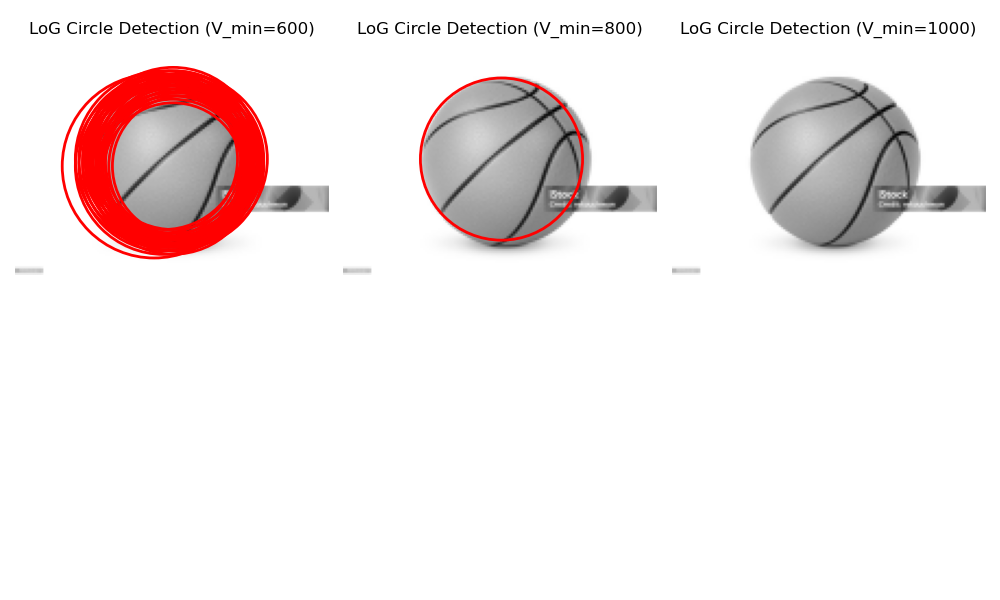 LoG Circle Detection (V_min=600)
LoG Circle Detection (V_min=800)
LoG Circle Detection (V_min=1000)
iStock
iStock